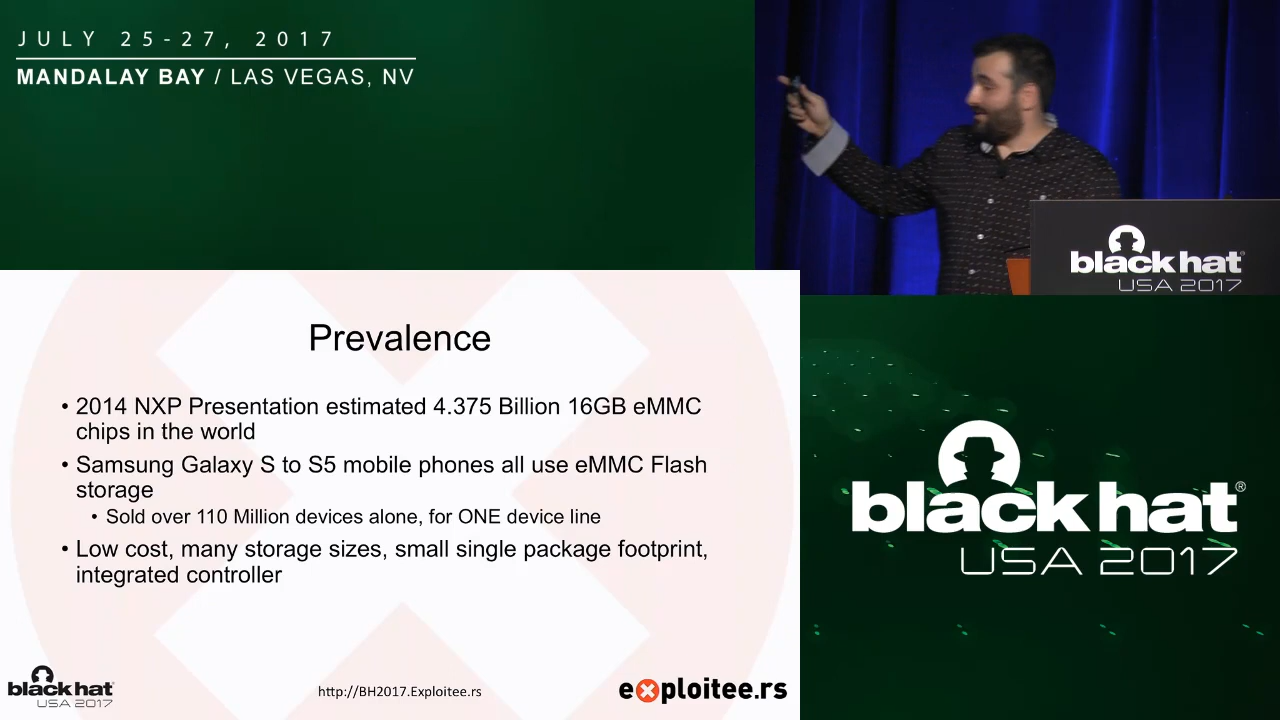 JULY 25-27, 2017
MANDALAY BAY / LAS VEGAS, NV
black hat®
USA 2017
Prevalence
• 2014 NXP Presentation estimated 4.375 Billion 16GB eMMC
chips in the world
• Samsung Galaxy S to S5 mobile phones all use eMMC Flash
storage
• Sold over 110 Million devices alone, for ONE device line
• Low cost, many storage sizes, small single package footprint,
integrated controller
black hat
USA 2017
http://BH2017.Exploitee.rs
exploitee.rs
black hat®
USA 2017